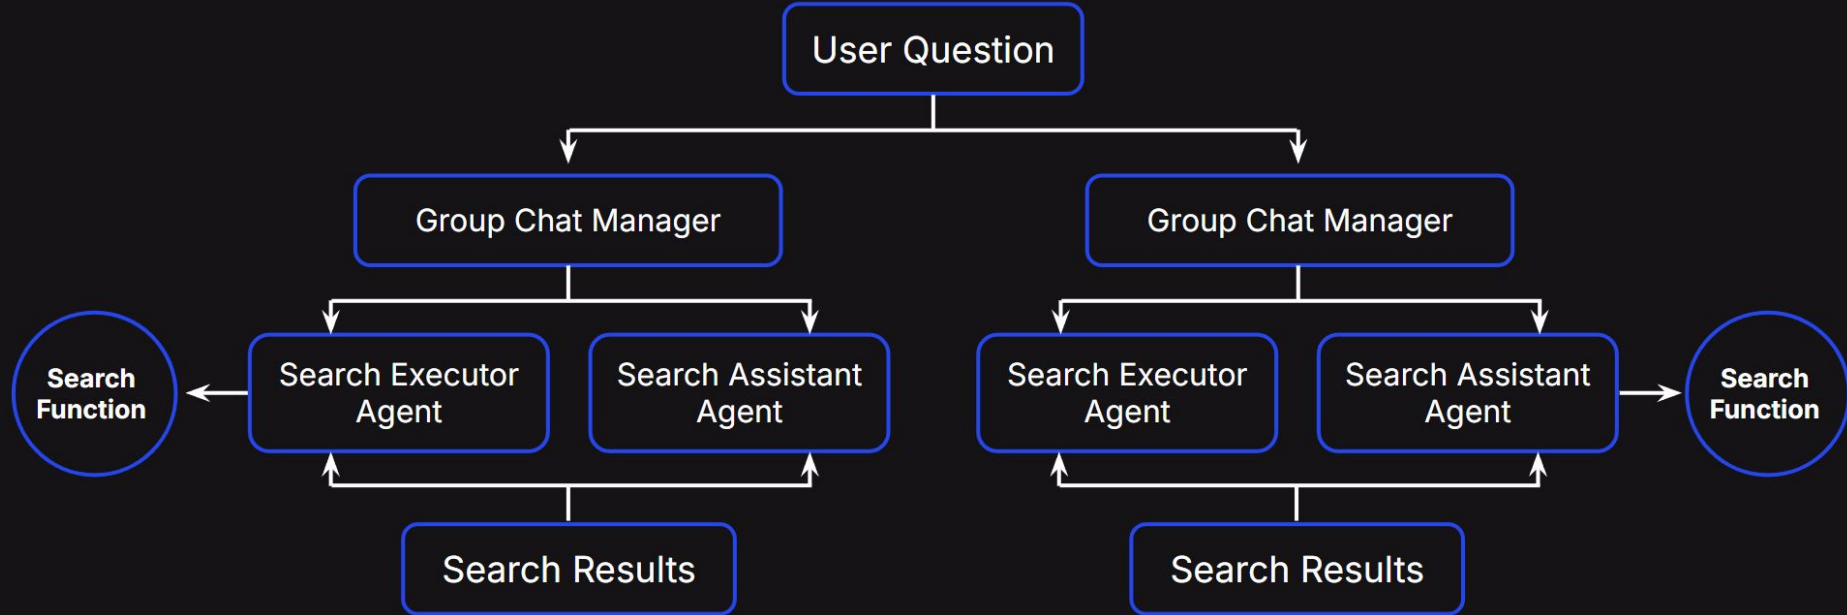 User Question
Group Chat Manager
Group Chat Manager
Search
Function
Search Executor
Agent
Search Assistant
Agent
Search Executor
Agent
Search Assistant
Agent
Search
Function
Search Results
Search Results